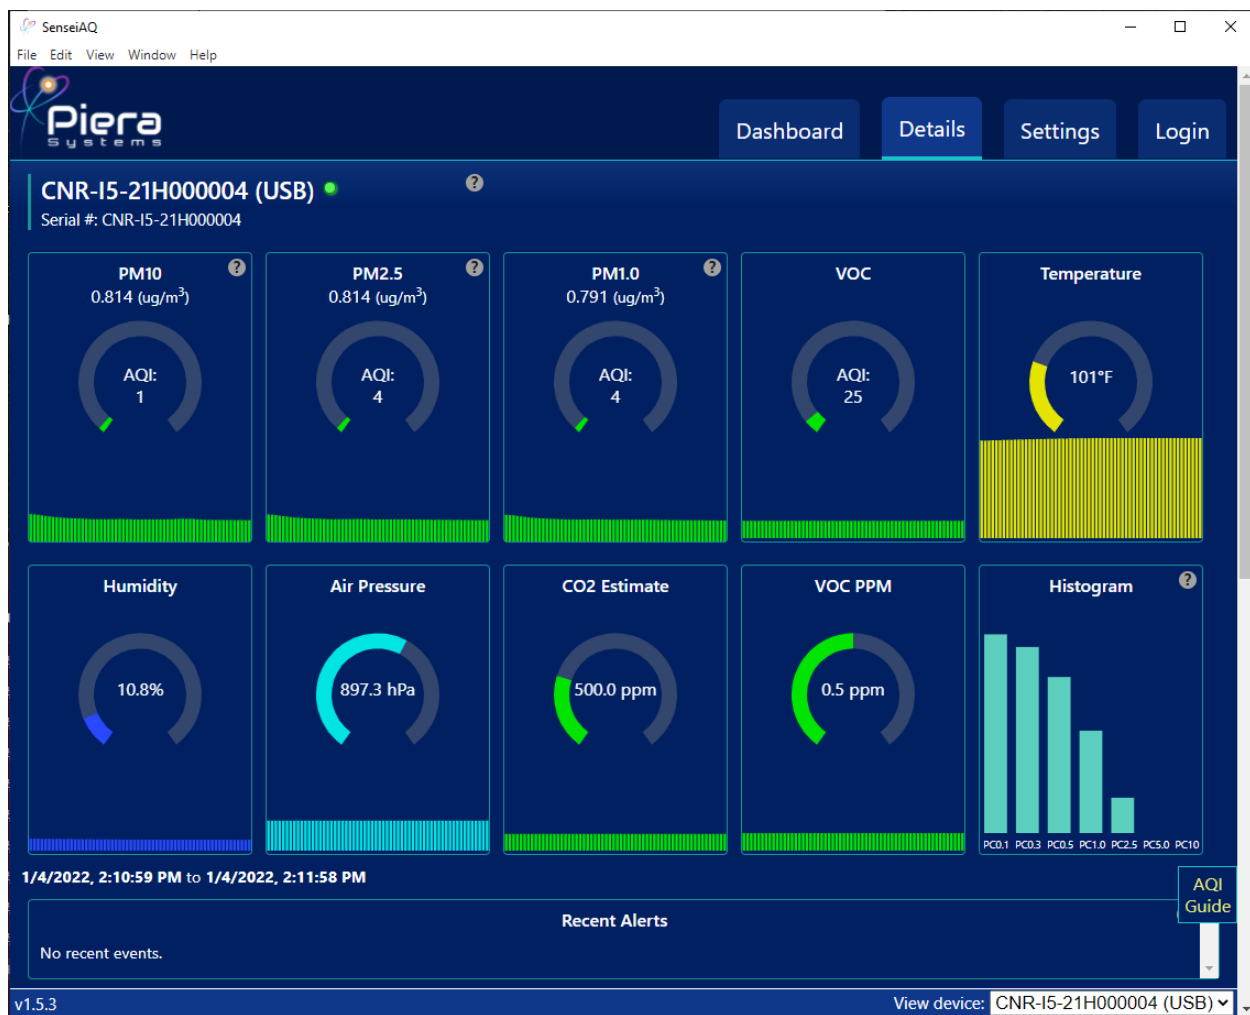 SenseiAQ
File Edit View Window Help
Piera
Systems
Dashboard Details Settings Login
CNR-I5-21H000004 (USB) ?
Serial #: CNR-I5-21H000004
PM10 ?
0.814 (ug/m³)
AQI:
1
PM2.5 ?
0.814 (ug/m³)
AQI:
4
PM1.0 ?
0.791 (ug/m³)
AQI:
4
VOC
AQI:
25
Temperature
101°F
Humidity
10.8%
Air Pressure
897.3 hPa
CO2 Estimate
500.0 ppm
VOC PPM
0.5 ppm
Histogram ?
PC0.1 PC0.3 PC0.5 PC1.0 PC2.5 PC5.0 PC10
1/4/2022, 2:10:59 PM to 1/4/2022, 2:11:58 PM
AQI
Guide
Recent Alerts
No recent events.
v1.5.3
View device: CNR-I5-21H000004 (USB)